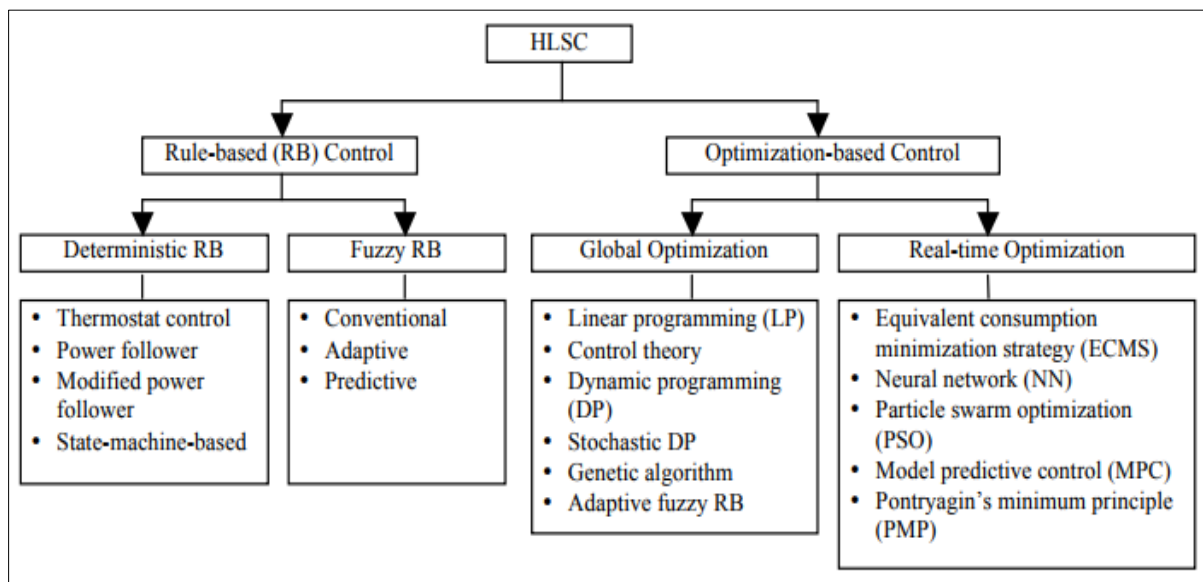 HLSC
Rule-based (RB) Control
Optimization-based Control
Deterministic RB
Fuzzy RB
Global Optimization
Real-time Optimization
• Thermostat control
• Power follower
• Modified power
follower
• State-machine-based
• Conventional
• Adaptive
• Predictive
• Linear programming (LP)
• Control theory
• Dynamic programming
(DP)
• Stochastic DP
• Genetic algorithm
• Adaptive fuzzy RB
• Equivalent consumption
minimization strategy (ECMS)
• Neural network (NN)
• Particle swarm optimization
(PSO)
• Model predictive control (MPC)
• Pontryagin’s minimum principle
(PMP)